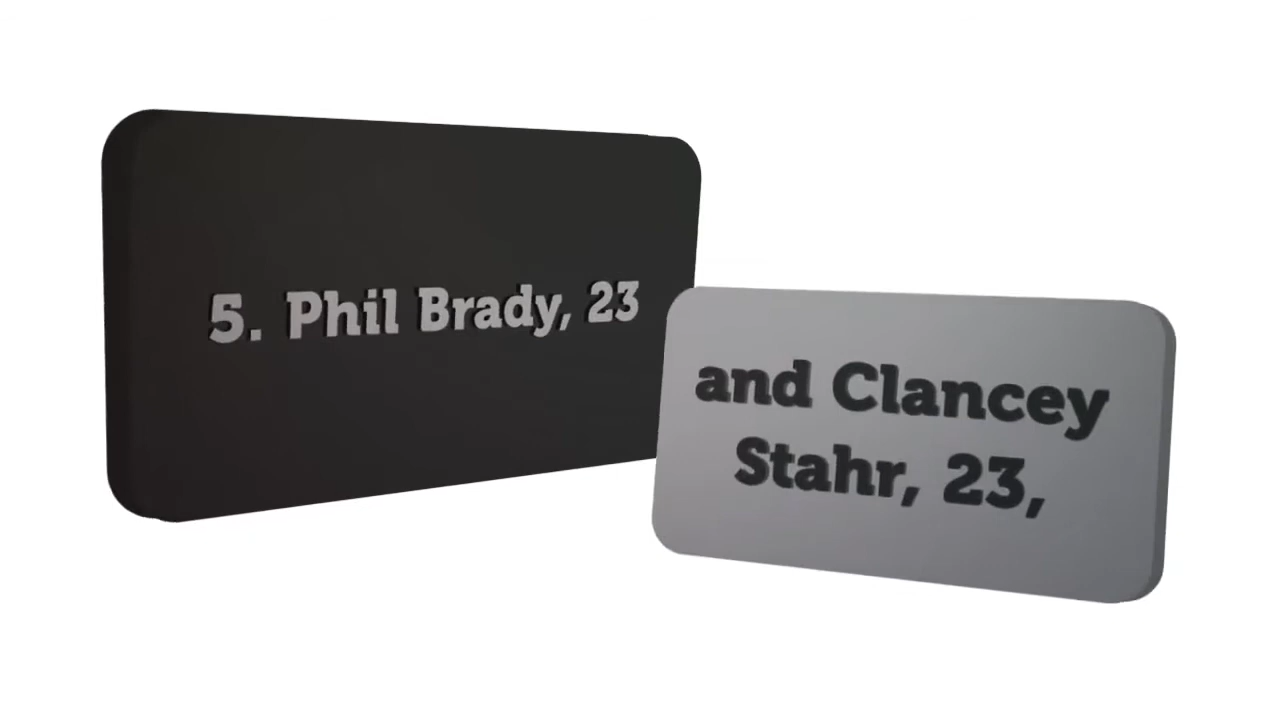 5. Phil Brady, 23
and Clancey
Stahr, 23,